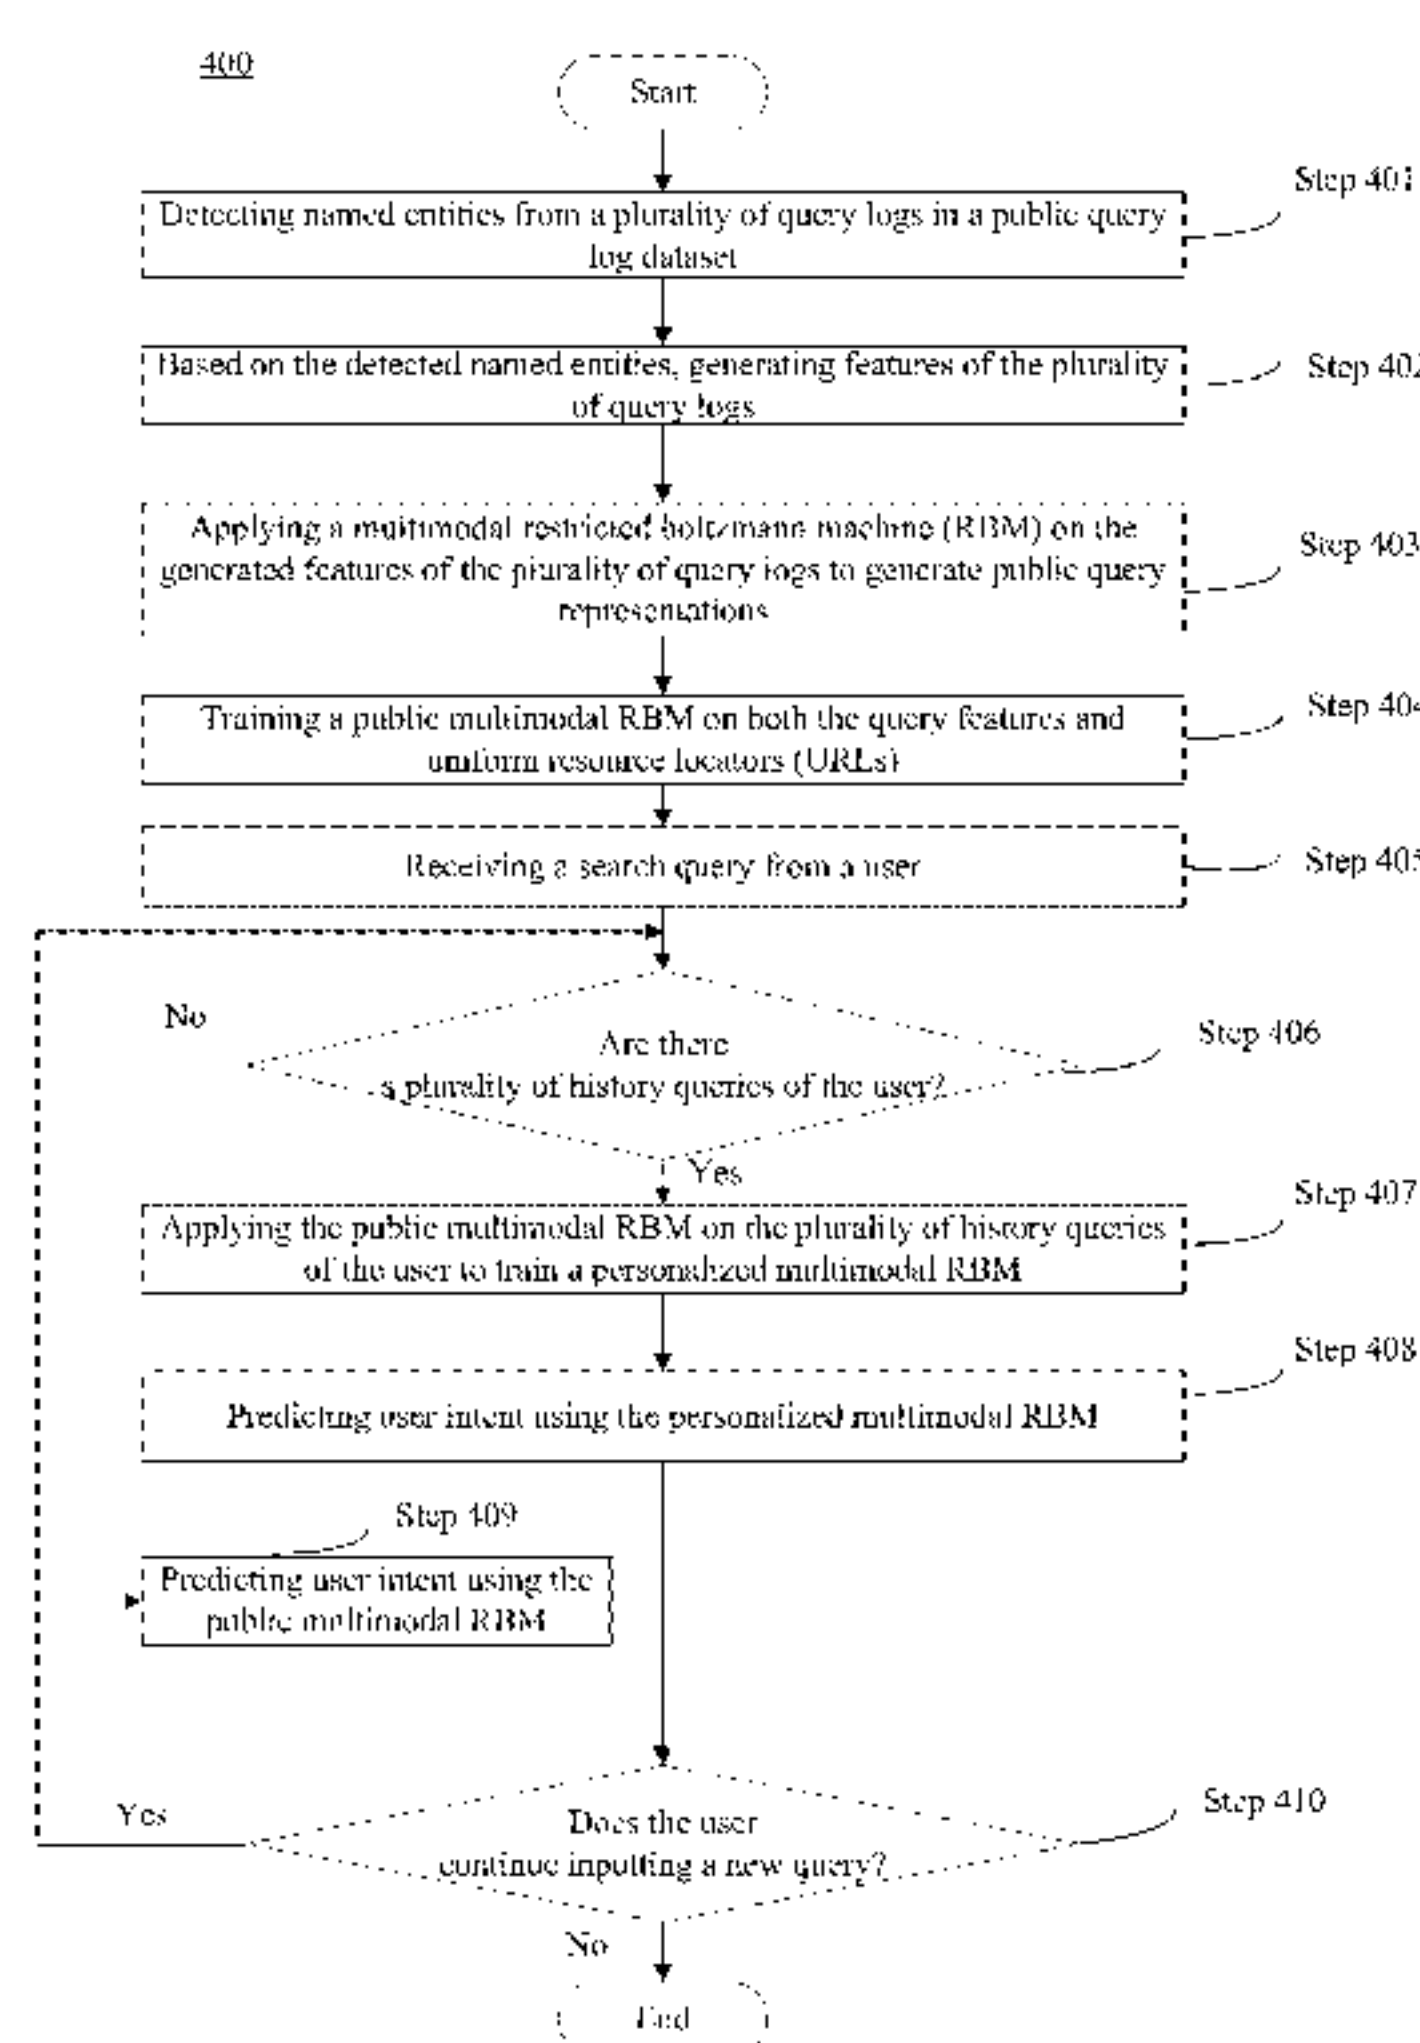 400
Start
Step 401
Detecting named entities from a plurality of query logs in a public query
log dataset
Step 402
Based on the detected named entities, generating features of the plurality
of query logs
Step 403
Applying a multimodal restricted boltzmann machine (RBM) on the
generated features of the plurality of query logs to generate public query
representations
Step 404
Training a public multimodal RBM on both the query features and
uniform resource locators (URLs)
Step 405
Receiving a search query from a user
No
Step 406
Are there
a plurality of history queries of the user?
Yes
Step 407
Applying the public multimodal RBM on the plurality of history queries
of the user to train a personalized multimodal RBM
Step 408
Predicting user intent using the personalized multimodal RBM
Step 409
Predicting user intent using the
public multimodal RBM
Step 410
Yes
Does the user
continue inputting a new query?
No
End